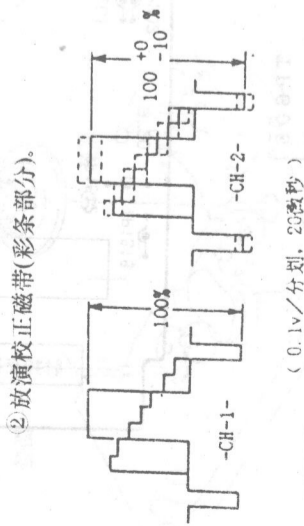 ②放演校正磁带(彩条部分)。
100%
-CH-1-
100 +0 -10 %
-CH-2-
(0.1v/分划, 20微秒)